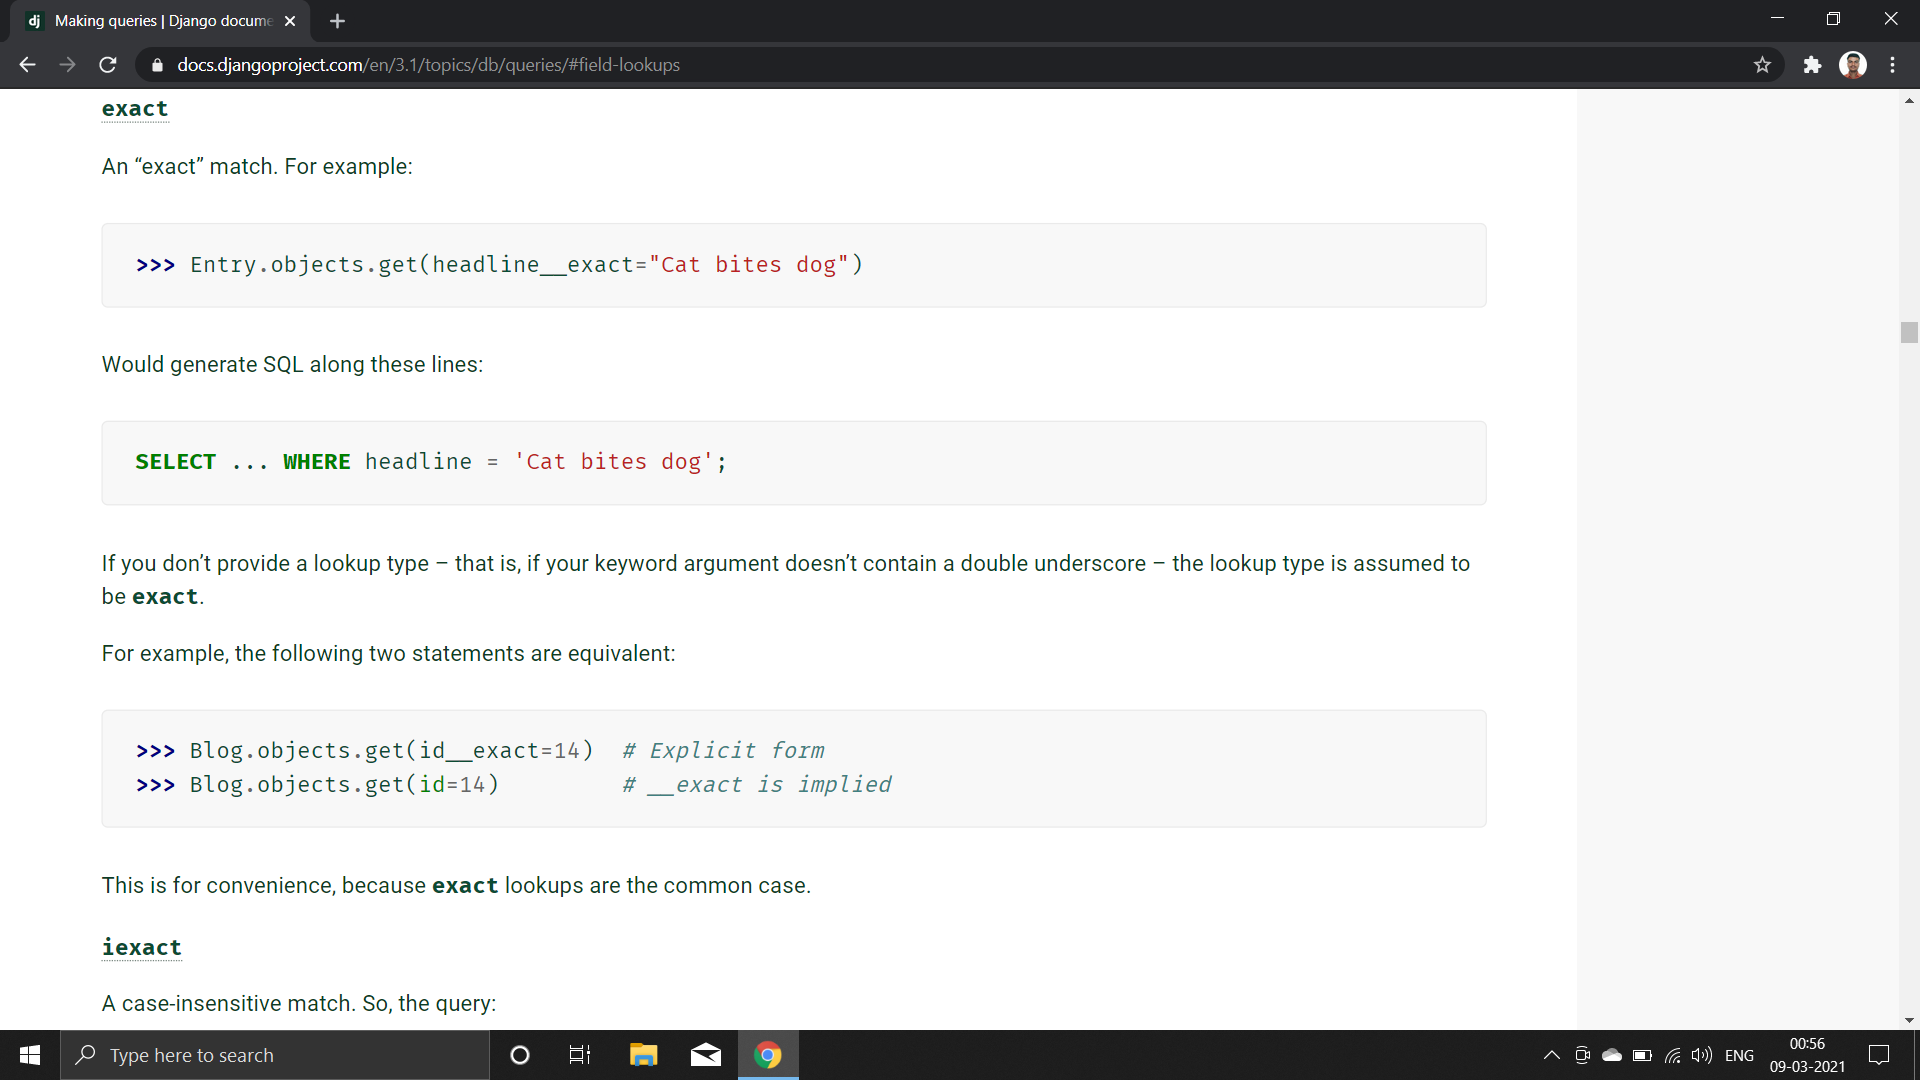 dj Making queries | Django docume
docs.djangoproject.com/en/3.1/topics/db/queries/#field-lookups
exact
An “exact” match. For example:
>>> Entry.objects.get(headline__exact="Cat bites dog")
Would generate SQL along these lines:
SELECT ... WHERE headline = 'Cat bites dog';
If you don’t provide a lookup type – that is, if your keyword argument doesn’t contain a double underscore – the lookup type is assumed to
be exact.
For example, the following two statements are equivalent:
>>> Blog.objects.get(id__exact=14)  # Explicit form
>>> Blog.objects.get(id=14)         # __exact is implied
This is for convenience, because exact lookups are the common case.
iexact
A case-insensitive match. So, the query:
Type here to search
ENG
00:56
09-03-2021